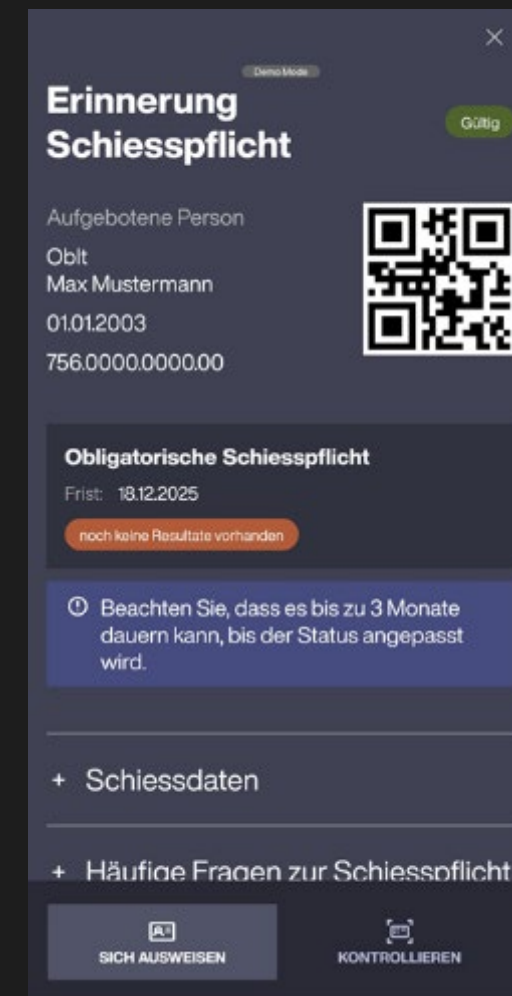 Demo Mode
Erinnerung
Schiesspflicht
Gültig
Aufgebotene Person
Oblt
Max Mustermann
01.01.2003
756.0000.0000.00
Obligatorische Schiesspflicht
Frist: 18.12.2025
noch keine Resultate vorhanden
Beachten Sie, dass es bis zu 3 Monate
dauern kann, bis der Status angepasst
wird.
+ Schiessdaten
+ Häufige Fragen zur Schiesspflicht
SICH AUSWEISEN
KONTROLLIEREN